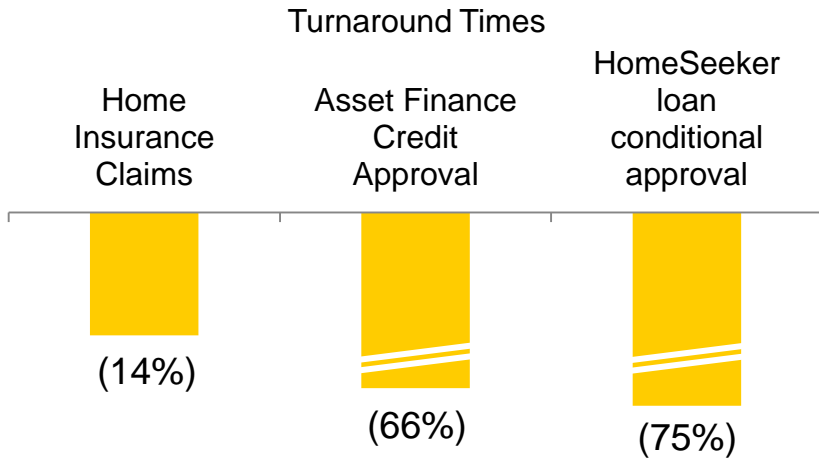 Turnaround Times
Home
Insurance
Claims
Asset Finance
Credit
Approval
HomeSeeker
loan
conditional
approval
(14%)
(66%)
(75%)